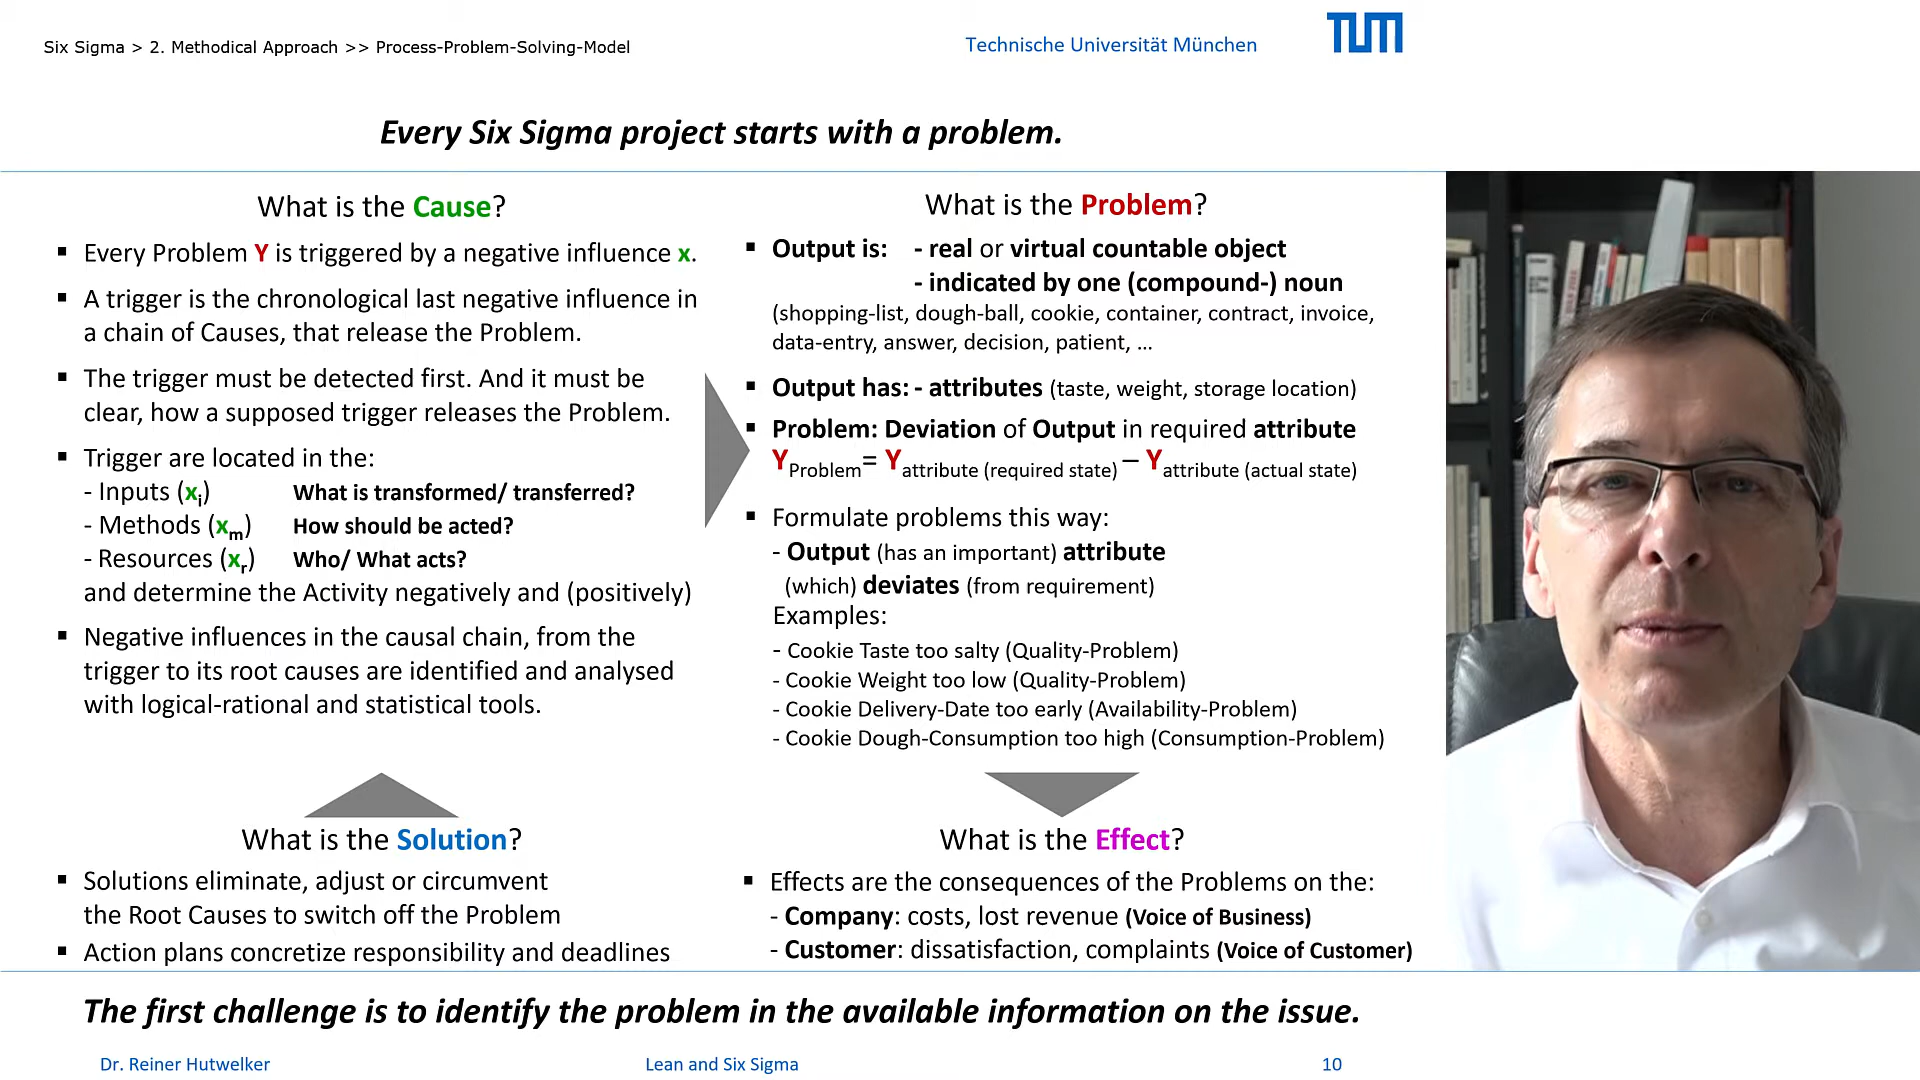 Six Sigma > 2. Methodical Approach >> Process-Problem-Solving-Model
Technische Universität München
TUM
Every Six Sigma project starts with a problem.
What is the Cause?
▪ Every Problem Y is triggered by a negative influence x.
▪ A trigger is the chronological last negative influence in
a chain of Causes, that release the Problem.
▪ The trigger must be detected first. And it must be
clear, how a supposed trigger releases the Problem.
▪ Trigger are located in the:
- Inputs (xi) What is transformed/ transferred?
- Methods (xm) How should be acted?
- Resources (xr) Who/ What acts?
and determine the Activity negatively and (positively)
▪ Negative influences in the causal chain, from the
trigger to its root causes are identified and analysed
with logical-rational and statistical tools.
What is the Problem?
▪ Output is: - real or virtual countable object
- indicated by one (compound-) noun
(shopping-list, dough-ball, cookie, container, contract, invoice,
data-entry, answer, decision, patient, ...
▪ Output has: - attributes (taste, weight, storage location)
▪ Problem: Deviation of Output in required attribute
YProblem= Yattribute (required state) – Yattribute (actual state)
▪ Formulate problems this way:
- Output (has an important) attribute
(which) deviates (from requirement)
Examples:
- Cookie Taste too salty (Quality-Problem)
- Cookie Weight too low (Quality-Problem)
- Cookie Delivery-Date too early (Availability-Problem)
- Cookie Dough-Consumption too high (Consumption-Problem)
What is the Solution?
▪ Solutions eliminate, adjust or circumvent
the Root Causes to switch off the Problem
▪ Action plans concretize responsibility and deadlines
What is the Effect?
▪ Effects are the consequences of the Problems on the:
- Company: costs, lost revenue (Voice of Business)
- Customer: dissatisfaction, complaints (Voice of Customer)
The first challenge is to identify the problem in the available information on the issue.
Dr. Reiner Hutwelker
Lean and Six Sigma
10